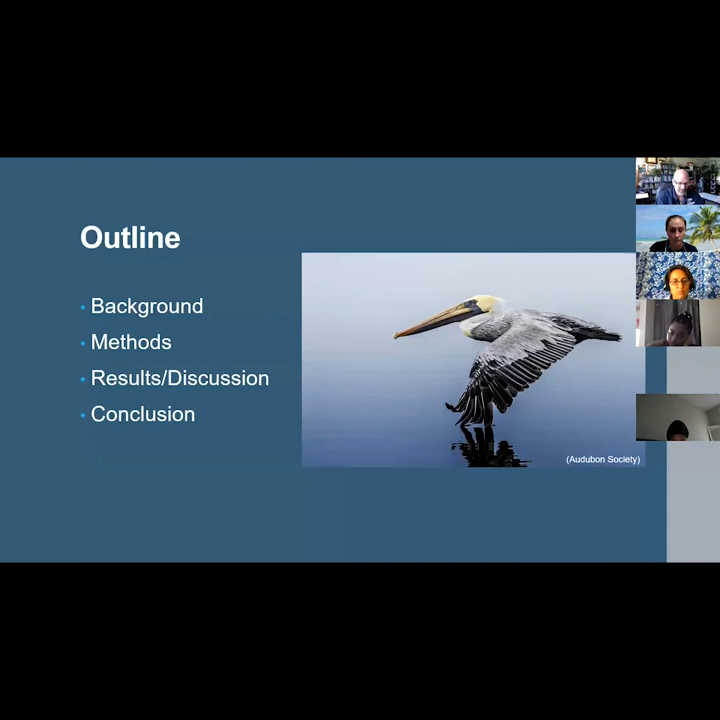 Outline
• Background
• Methods
• Results/Discussion
• Conclusion
(Audubon Society)